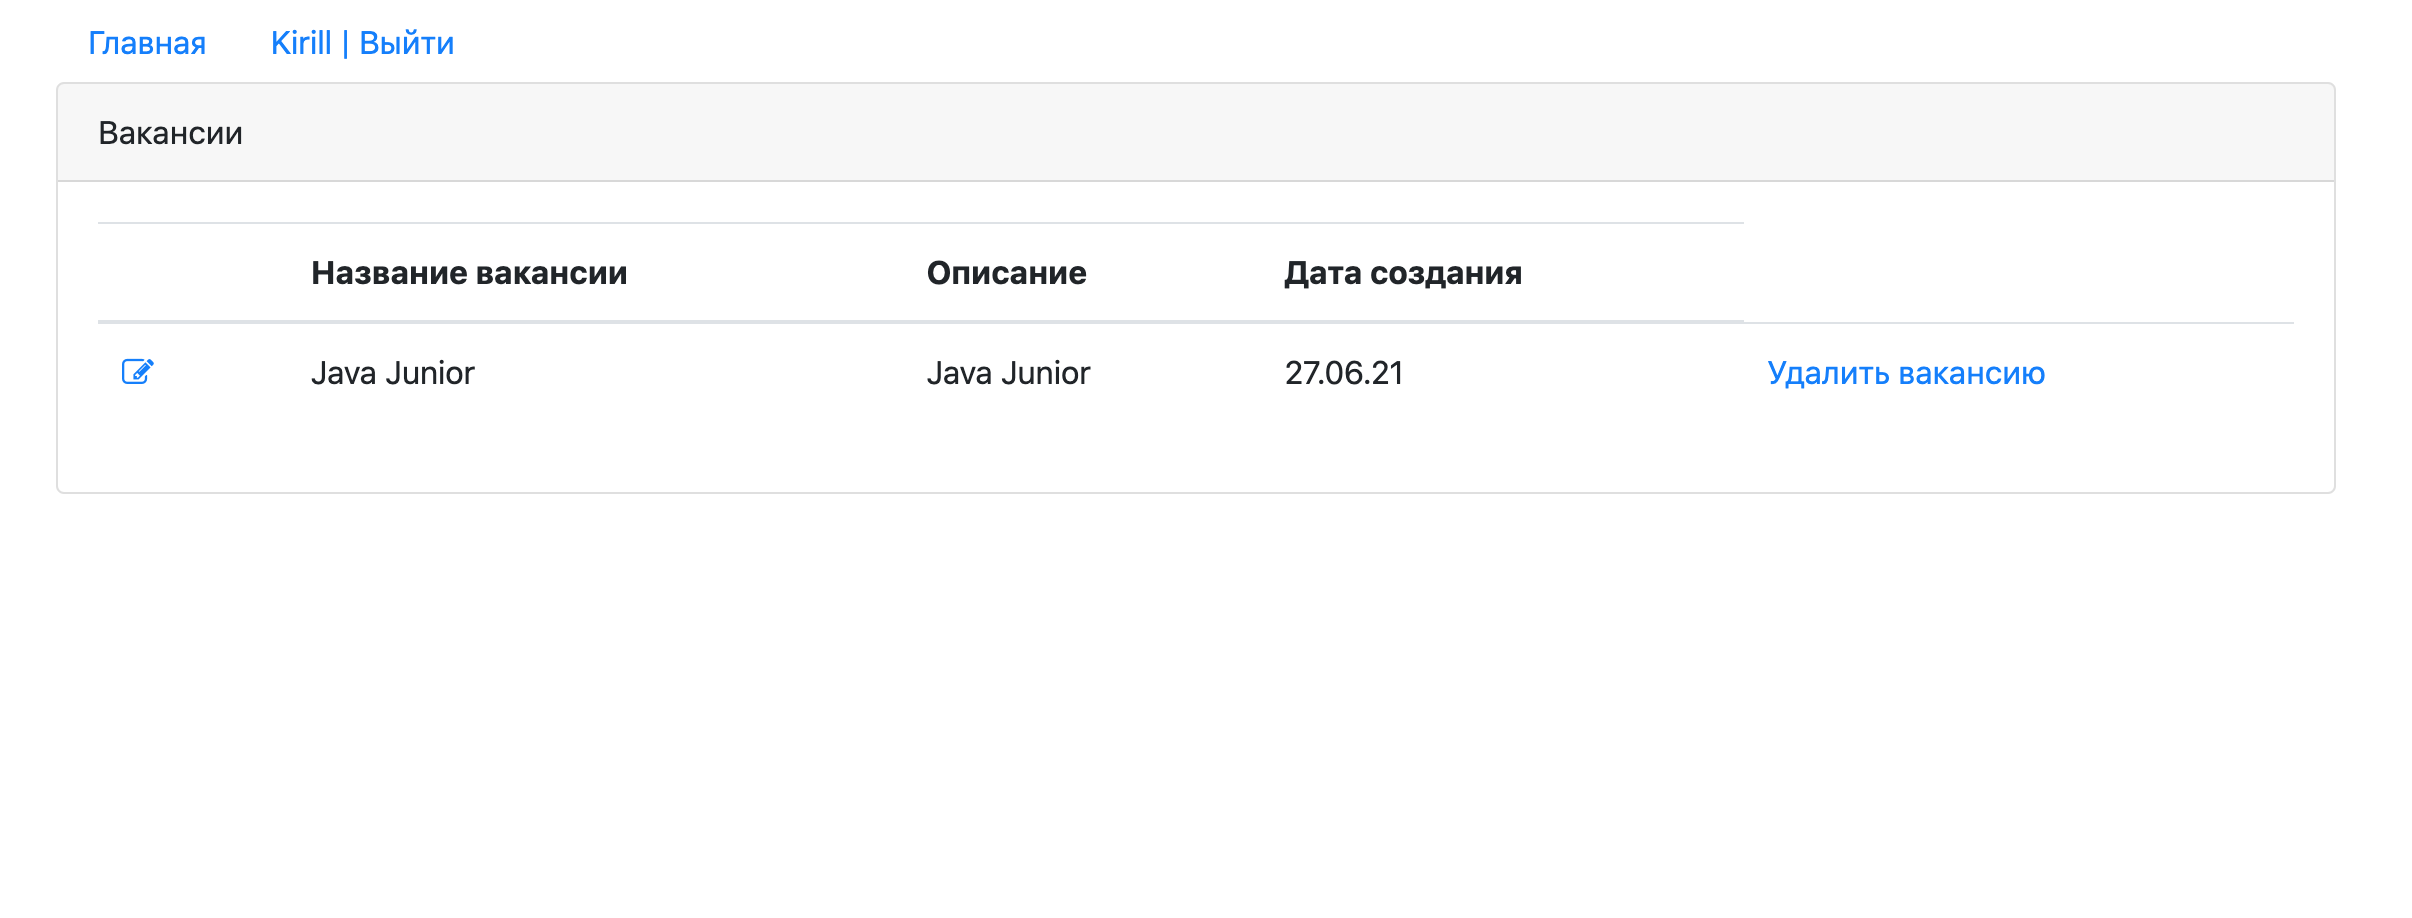 Главная Kirill | Выйти
Вакансии
Название вакансии Описание Дата создания
Java Junior Java Junior 27.06.21 Удалить вакансию